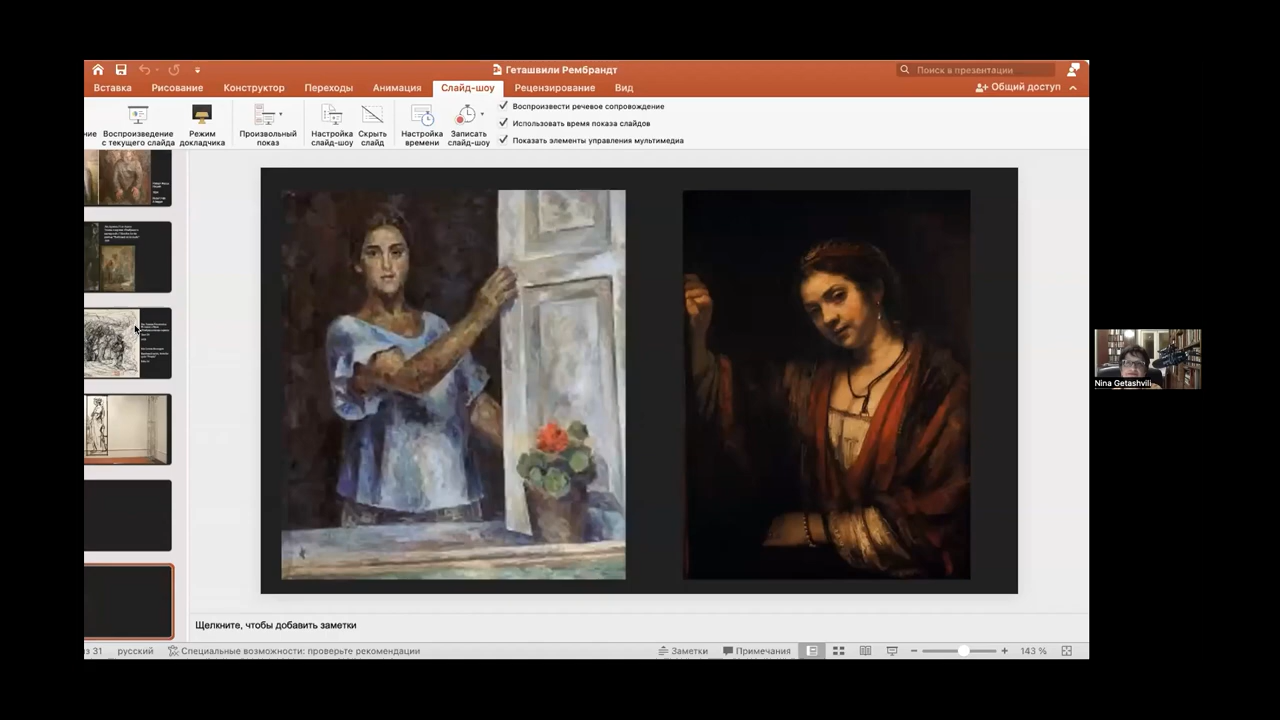 Геташвили Рембрандт
Поиск в презентации
Вставка Рисование Конструктор Переходы Анимация Слайд-шоу Рецензирование Вид
Общий доступ
Воспроизведение с текущего слайда
Режим докладчика
Произвольный показ
Настройка слайд-шоу
Скрыть слайд
Настройка времени
Записать слайд-шоу
Воспроизвести речевое сопровождение
Использовать время показа слайдов
Показать элементы управления мультимедиа
Nina Getashvili
Щелкните, чтобы добавить заметки
из 31 русский Специальные возможности: проверьте рекомендации Заметки Примечания 143 %